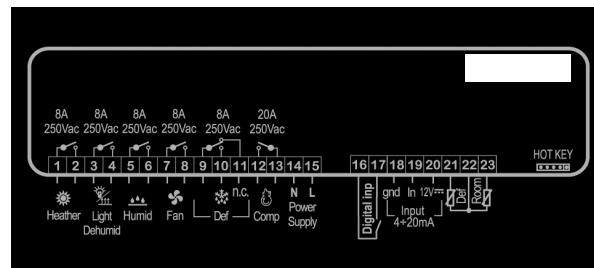 8A 8A 8A 8A 8A 20A
250Vac 250Vac 250Vac 250Vac 250Vac 250Vac
HOT KEY
1 2 3 4 5 6 7 8 9 10 11 12 13 14 15 16 17 18 19 20 21 22 23
Heather
Light
Dehumid
Humid
Fan
n.c.
Def
Comp
N L
Power
Supply
Digital inp
gnd In 12V
Input
4÷20mA
Def
Room